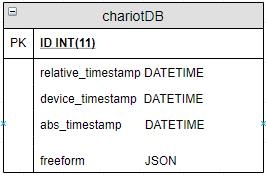 chariotDB
PK ID INT(11)
relative_timestamp DATETIME
device_timestamp DATETIME
abs_timestamp DATETIME
freeform JSON